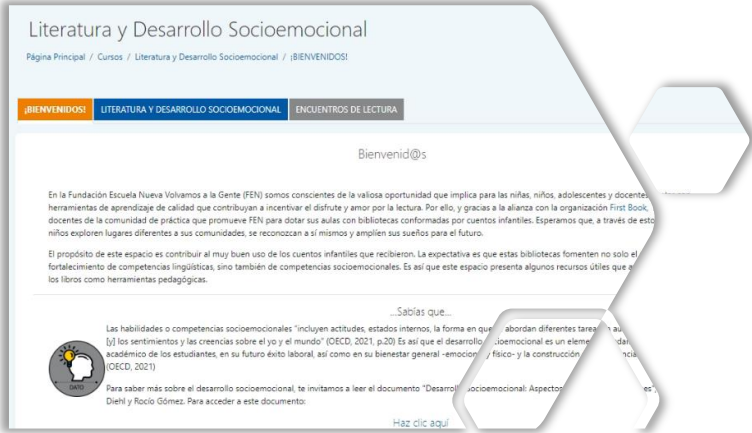 Literatura y Desarrollo Socioemocional
Página Principal / Cursos / Literatura y Desarrollo Socioemocional / ¡BIENVENIDOS!
¡BIENVENIDOS! LITERATURA Y DESARROLLO SOCIOEMOCIONAL ENCUENTROS DE LECTURA
Bienvenid@s
En la Fundación Escuela Nueva Volvamos a la Gente (FEN) somos conscientes de la valiosa oportunidad que implica para las niñas, niños, adolescentes y docentes
herramientas de aprendizaje de calidad que contribuyan a incentivar el disfrute y amor por la lectura. Por ello, y gracias a la alianza con la organización First Book,
docentes de la comunidad de práctica que promueve FEN para dotar sus aulas con bibliotecas conformadas por cuentos infantiles. Esperamos que, a través de
niños exploren lugares diferentes a sus comunidades, se reconozcan a sí mismos y amplíen sus sueños para el futuro.
El propósito de este espacio es contribuir al muy buen uso de los cuentos infantiles que recibieron. La expectativa es que estas bibliotecas fomenten no solo el
fortalecimiento de competencias lingüísticas, sino también de competencias socioemocionales. Es así que este espacio presenta algunos recursos útiles que
los libros como herramientas pedagógicas.
...Sabías que...
Las habilidades o competencias socioemocionales "incluyen actitudes, estados internos, la forma en que abordan diferentes
[y] los sentimientos y las creencias sobre el yo y el mundo" (OECD, 2021, p.20) Es así que el desarrollo es un
académico de los estudiantes, en su futuro éxito laboral, así como en su bienestar general -emocional y físico- y la construcción
(OECD, 2021)
DATO
Para saber más sobre el desarrollo socioemocional, te invitamos a leer el documento "Desarrollo socioemocional:
Diehl y Rocío Gómez. Para acceder a este documento:
Haz clic aquí